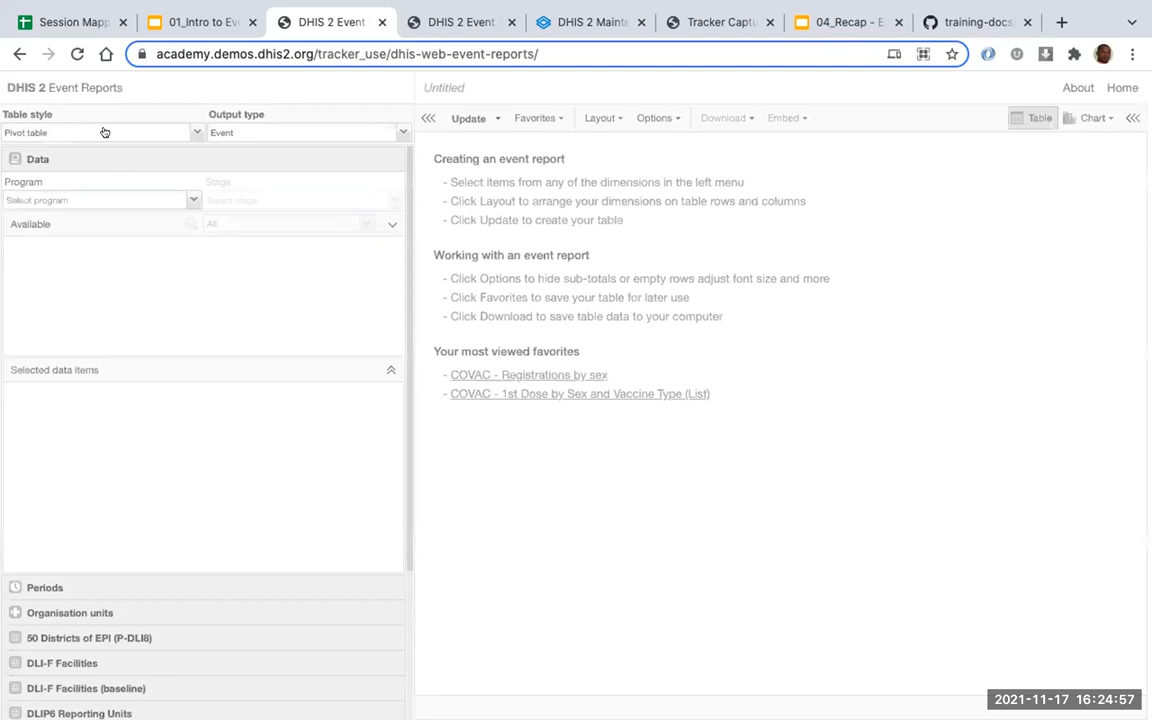 Session Mapp
01_Intro to Eve
DHIS 2 Event
DHIS 2 Event
DHIS 2 Mainte
Tracker Captu
04_Recap - E
training-docs
academy.demos.dhis2.org/tracker_use/dhis-web-event-reports/
DHIS 2 Event Reports
Untitled
About
Home
Table style
Output type
Pivot table
Event
Update
Favorites
Layout
Options
Download
Embed
Table
Chart
Data
Program
Stage
Select program
Select stage
Available
All
Selected data items
Periods
Organisation units
50 Districts of EPI (P-DLI8)
DLI-F Facilities
DLI-F Facilities (baseline)
DLIP6 Reporting Units
Creating an event report
- Select items from any of the dimensions in the left menu
- Click Layout to arrange your dimensions on table rows and columns
- Click Update to create your table
Working with an event report
- Click Options to hide sub-totals or empty rows adjust font size and more
- Click Favorites to save your table for later use
- Click Download to save table data to your computer
Your most viewed favorites
- COVAC - Registrations by sex
- COVAC - 1st Dose by Sex and Vaccine Type (List)
2021-11-17 16:24:57